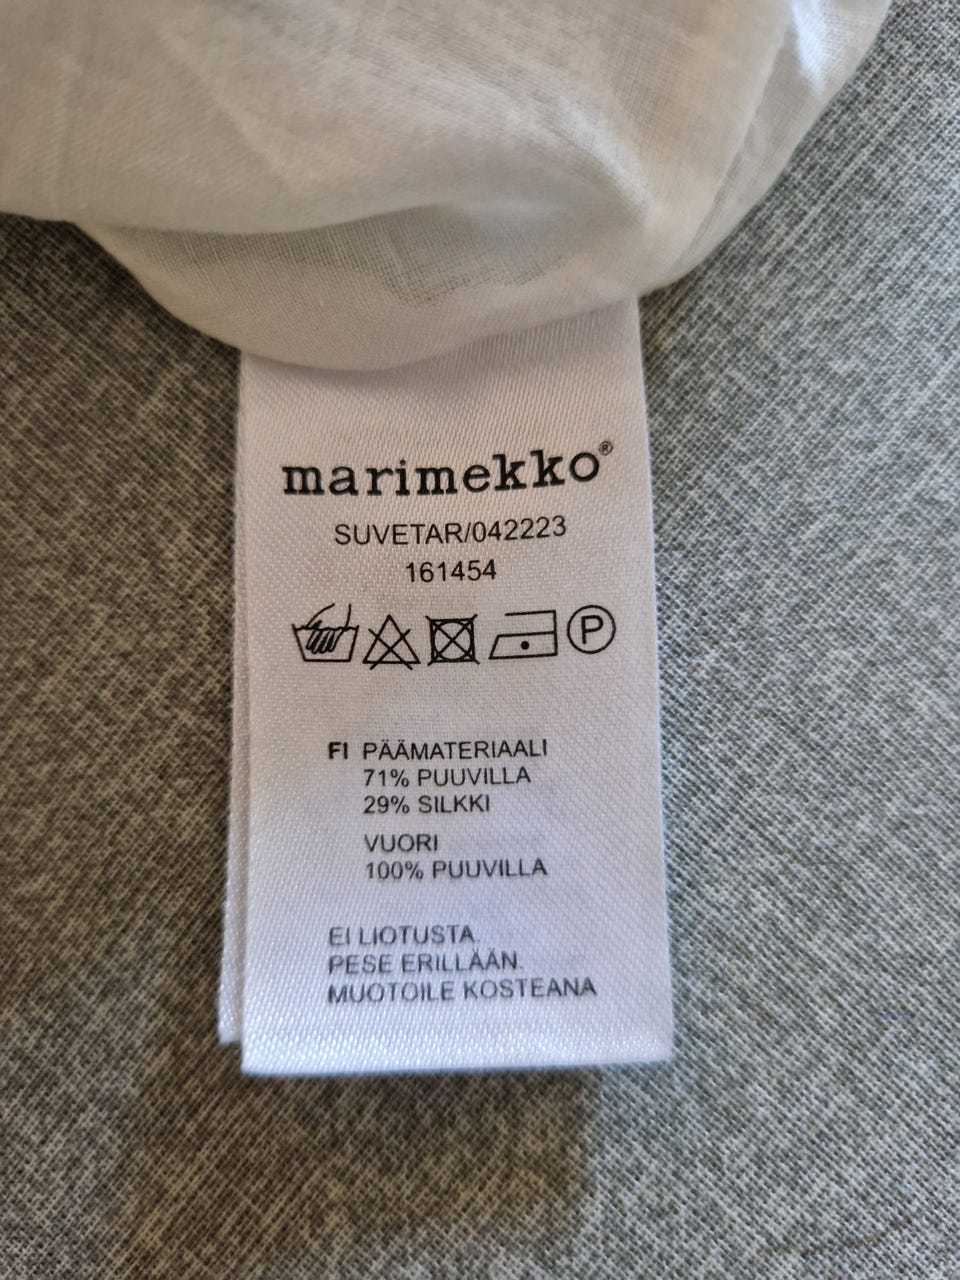 marimekko®
SUVETAR/042223
161454
P
FI PÄÄMATERIAALI
71% PUUVILLA
29% SILKKI
VUORI
100% PUUVILLA
EI LIOTUSTA.
PESE ERILLÄÄN.
MUOTOILE KOSTEANA